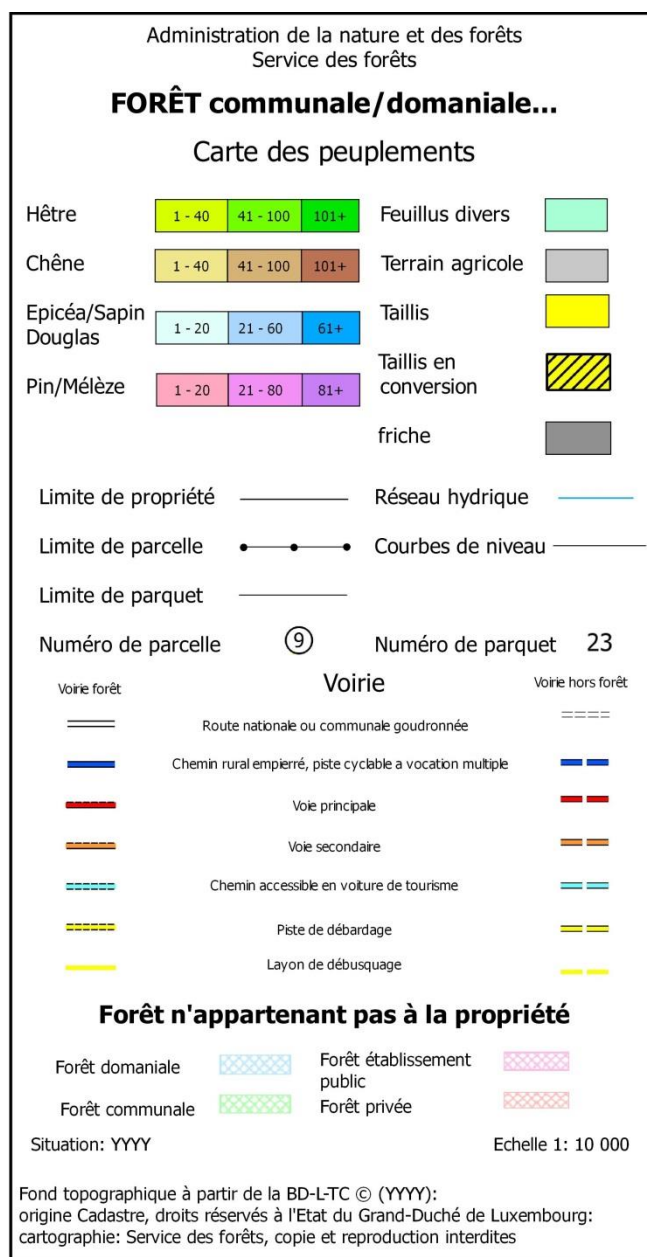 Administration de la nature et des forêts
Service des forêts
FORÊT communale/domaniale...
Carte des peuplements
Hêtre 1 - 40 41 - 100 101+ Feuillus divers
Chêne 1 - 40 41 - 100 101+ Terrain agricole
Epicéa/Sapin
Douglas 1 - 20 21 - 60 61+ Taillis
Pin/Mélèze 1 - 20 21 - 80 81+ Taillis en
conversion
friche
Limite de propriété Réseau hydrique
Limite de parcelle Courbes de niveau
Limite de parquet
Numéro de parcelle 9 Numéro de parquet 23
Voirie forêt Voirie Voirie hors forêt
Route nationale ou communale goudronnée
Chemin rural empierré, piste cyclable a vocation multiple
Voie principale
Voie secondaire
Chemin accessible en voiture de tourisme
Piste de débardage
Layon de débusquage
Forêt n'appartenant pas à la propriété
Forêt domaniale Forêt établissement
public
Forêt communale Forêt privée
Situation: YYYY Echelle 1: 10 000
Fond topographique à partir de la BD-L-TC © (YYYY):
origine Cadastre, droits réservés à l'Etat du Grand-Duché de Luxembourg:
cartographie: Service des forêts, copie et reproduction interdites